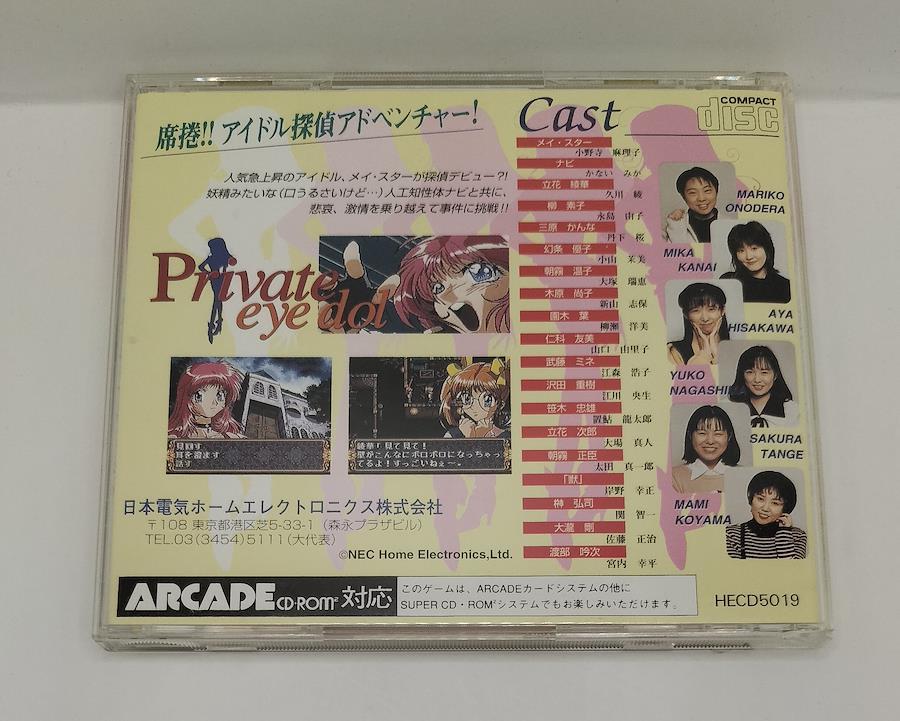 席捲!! アイドル探偵アドベンチャー!
人気急上昇のアイドル、メイ・スターが探偵デビュー?!
妖精みたいな(口うるさいけど…)人工知性体ナビと共に、
悲哀、激情を乗り越えて事件に挑戦!!
Private
eye dol
見回す
耳を澄ます
話す
綾華「見て見て!
壁がこんなにボロボロになっちゃっ
てるよ!すっごいねぇー。
日本電気ホームエレクトロニクス株式会社
〒108 東京都港区芝5-33-1(森永プラザビル)
TEL.03(3454)5111(大代表)
©NEC Home Electronics,Ltd.
Cast
メイ・スター
小野寺 麻理子
ナビ
かない みか
立花 綾華
久川 綾
柳 素子
永島 由子
三原 かんな
丹下 桜
幻条 優子
小山 茉美
朝霧 温子
大塚 瑞恵
木原 尚子
新山 志保
園木 葉
柳瀬 洋美
仁科 友美
山口 由里子
武藤 ミネ
江森 浩子
沢田 重樹
江川 央生
笹木 忠雄
置鮎 龍太郎
立花 次郎
大場 真人
朝霧 正臣
太田 真一郎
「獣」
岸野 幸正
榊 弘司
関 智一
大瀧 剛
佐藤 正治
渡部 吟次
宮内 幸平
COMPACT
disc
MARIKO
ONODERA
MIKA
KANAI
AYA
HISAKAWA
YUKO
NAGASHIMA
SAKURA
TANGE
MAMI
KOYAMA
ARCADE CD-ROM² 対応
このゲームは、ARCADEカードシステムの他に
SUPER CD・ROM²システムでもお楽しみいただけます。
HECD5019